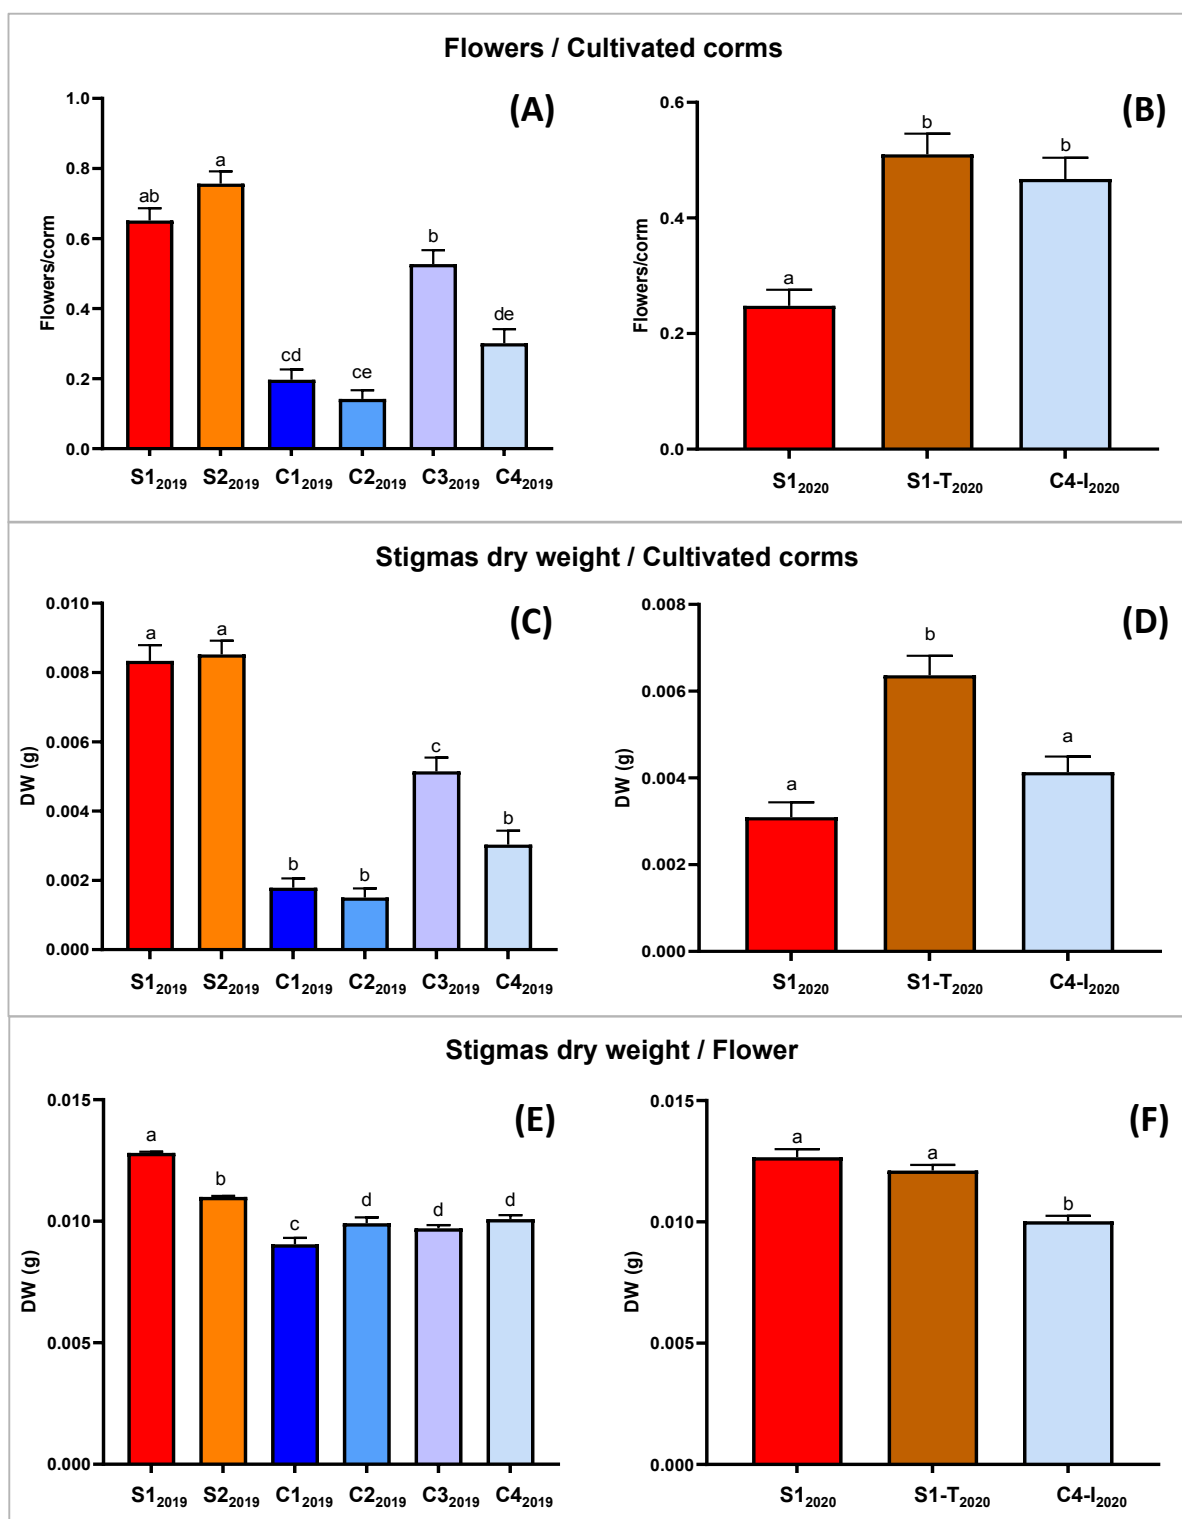 Flowers / Cultivated corms
(A)
Flowers/corm
1.0
0.8
0.6
0.4
0.2
0.0
ab
a
cd
ce
b
de
S1₂₀₁₉ S2₂₀₁₉ C1₂₀₁₉ C2₂₀₁₉ C3₂₀₁₉ C4₂₀₁₉
(B)
Flowers/corm
0.6
0.4
0.2
0.0
a
b
b
S1₂₀₂₀ S1-T₂₀₂₀ C4-I₂₀₂₀
Stigmas dry weight / Cultivated corms
(C)
DW (g)
0.010
0.008
0.006
0.004
0.002
0.000
a
a
b
b
c
b
S1₂₀₁₉ S2₂₀₁₉ C1₂₀₁₉ C2₂₀₁₉ C3₂₀₁₉ C4₂₀₁₉
(D)
DW (g)
0.008
0.006
0.004
0.002
0.000
a
b
a
S1₂₀₂₀ S1-T₂₀₂₀ C4-I₂₀₂₀
Stigmas dry weight / Flower
(E)
DW (g)
0.015
0.010
0.005
0.000
a
b
c
d
d
d
S1₂₀₁₉ S2₂₀₁₉ C1₂₀₁₉ C2₂₀₁₉ C3₂₀₁₉ C4₂₀₁₉
(F)
DW (g)
0.015
0.010
0.005
0.000
a
a
b
S1₂₀₂₀ S1-T₂₀₂₀ C4-I₂₀₂₀